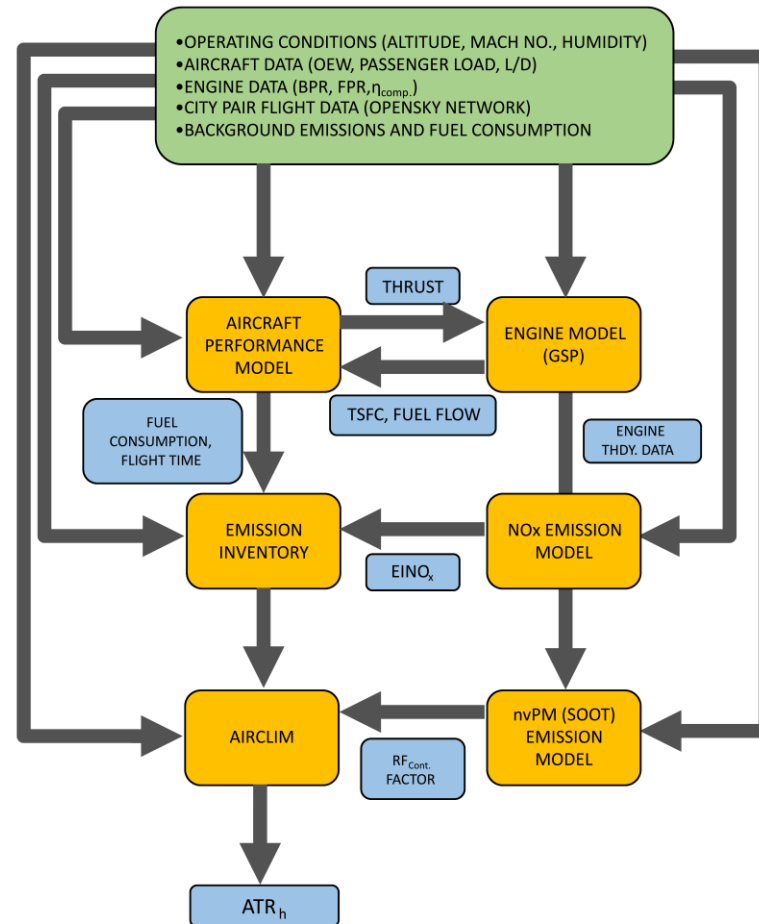 •OPERATING CONDITIONS (ALTITUDE, MACH NO., HUMIDITY)
•AIRCRAFT DATA (OEW, PASSENGER LOAD, L/D)
•ENGINE DATA (BPR, FPR,ηcomp.)
•CITY PAIR FLIGHT DATA (OPENSKY NETWORK)
•BACKGROUND EMISSIONS AND FUEL CONSUMPTION
THRUST
AIRCRAFT
PERFORMANCE
MODEL
ENGINE MODEL
(GSP)
TSFC, FUEL FLOW
FUEL
CONSUMPTION,
FLIGHT TIME
ENGINE
THDY. DATA
EMISSION
INVENTORY
NOx EMISSION
MODEL
EINOx
AIRCLIM
nvPM (SOOT)
EMISSION
MODEL
RFCont.
FACTOR
ATRh